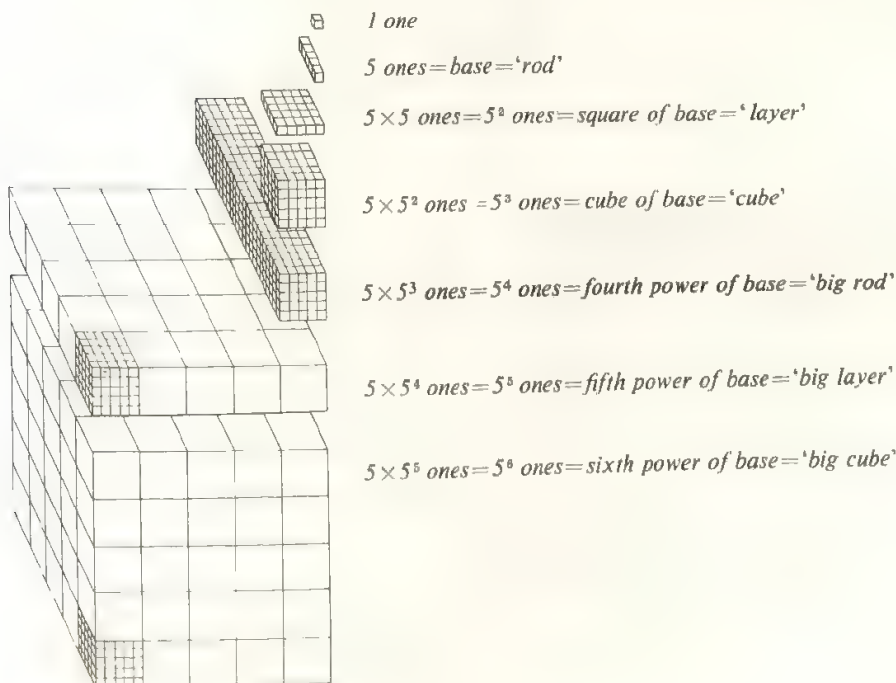 1 one
5 ones=base=‘rod’
5×5 ones=5² ones=square of base=‘layer’
5×5² ones =5³ ones=cube of base=‘cube’
5×5³ ones=5⁴ ones=fourth power of base=‘big rod’
5×5⁴ ones=5⁵ ones=fifth power of base=‘big layer’
5×5⁵ ones=5⁶ ones=sixth power of base=‘big cube’